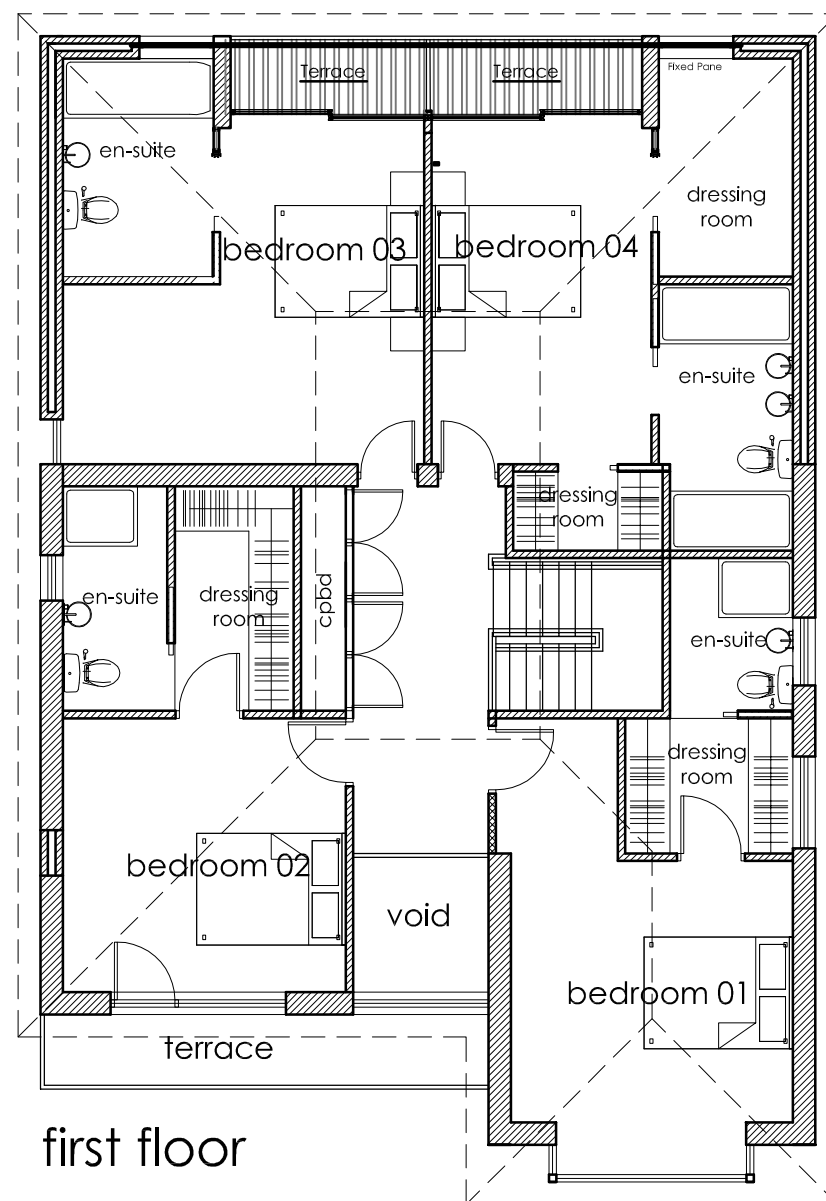 Terrace
Terrace
Fixed Pane
en-suite
dressing
room
bedroom 03
bedroom 04
en-suite
dressing
room
en-suite
dressing
room
cpbd
en-suite
dressing
room
bedroom 02
void
bedroom 01
terrace
first floor